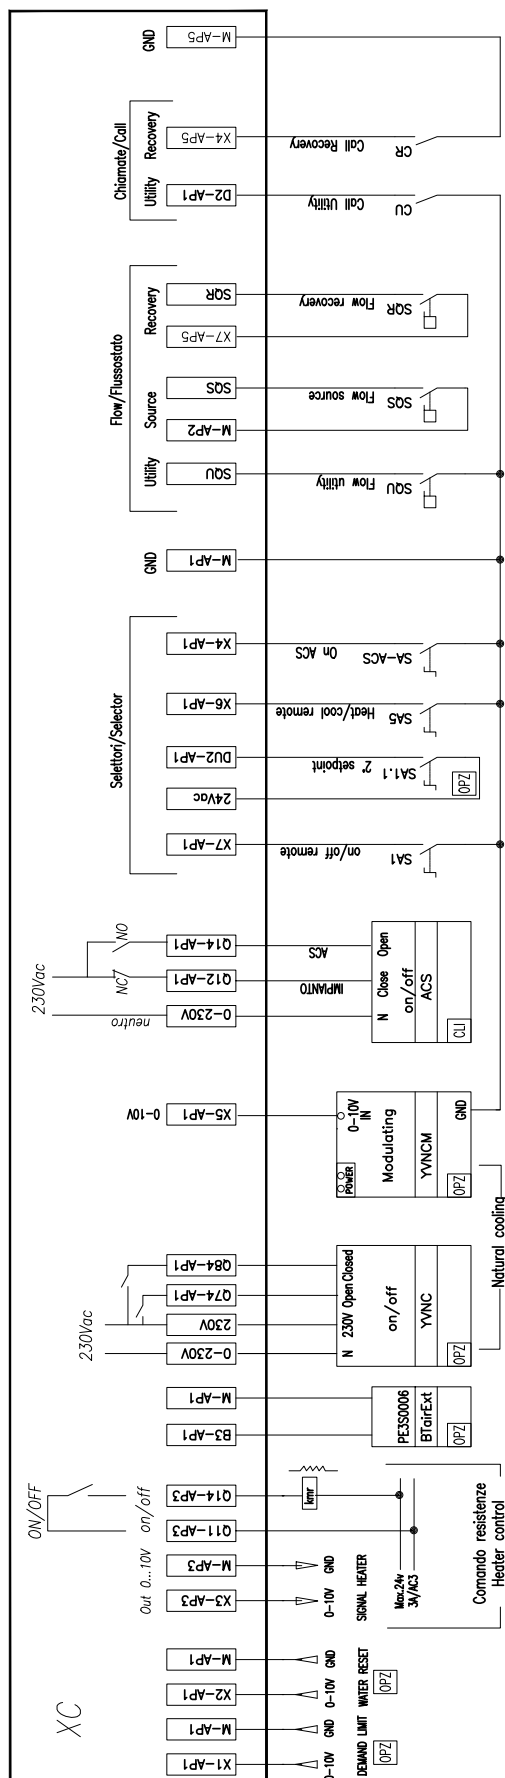 GND
M-AP5
Chiamate/Call
Recovery
X4-AP5
Call Recovery
CR
Utility
D2-AP1
Call Utility
CU
Flow/Flussostato
Recovery
SQR
Flow recovery
SQR
X7-AP5
Source
SQS
Flow source
SQS
M-AP2
Utility
SQU
Flow utility
SQU
GND
M-AP1
Selettori/Selector
X4-AP1
On ACS
SA-ACS
X6-AP1
Heat/cool remote
SA5
DU2-AP1
2° setpoint
SA1.1
OPZ
24Vac
X7-AP1
on/off remote
SA1
230Vac
NO
Q14-AP1
ACS
Open
NC
Q12-AP1
IMPIANTO
Close
neutro
0-230V
N
on/off
ACS
CLI
0-10V
X5-AP1
0-10V
IN
POWER
Modulating
YVNCM
GND
OPZ
Natural cooling
230Vac
Q84-AP1
Closed
Q74-AP1
Open
230V
230V
0-230V
N
on/off
YVNC
OPZ
M-AP1
B3-AP1
PE3S0006
BTairExt
OPZ
ON/OFF
on/off
Q14-AP3
kmr
Q11-AP3
Out 0...10V
M-AP3
GND
X3-AP3
0-10V
SIGNAL HEATER
Max.24v
3A/AC3
Comando resistenze
Heater control
XC
M-AP1
GND
X2-AP1
0-10V
WATER RESET
OPZ
M-AP1
GND
X1-AP1
0-10V
DEMAND LIMIT
OPZ